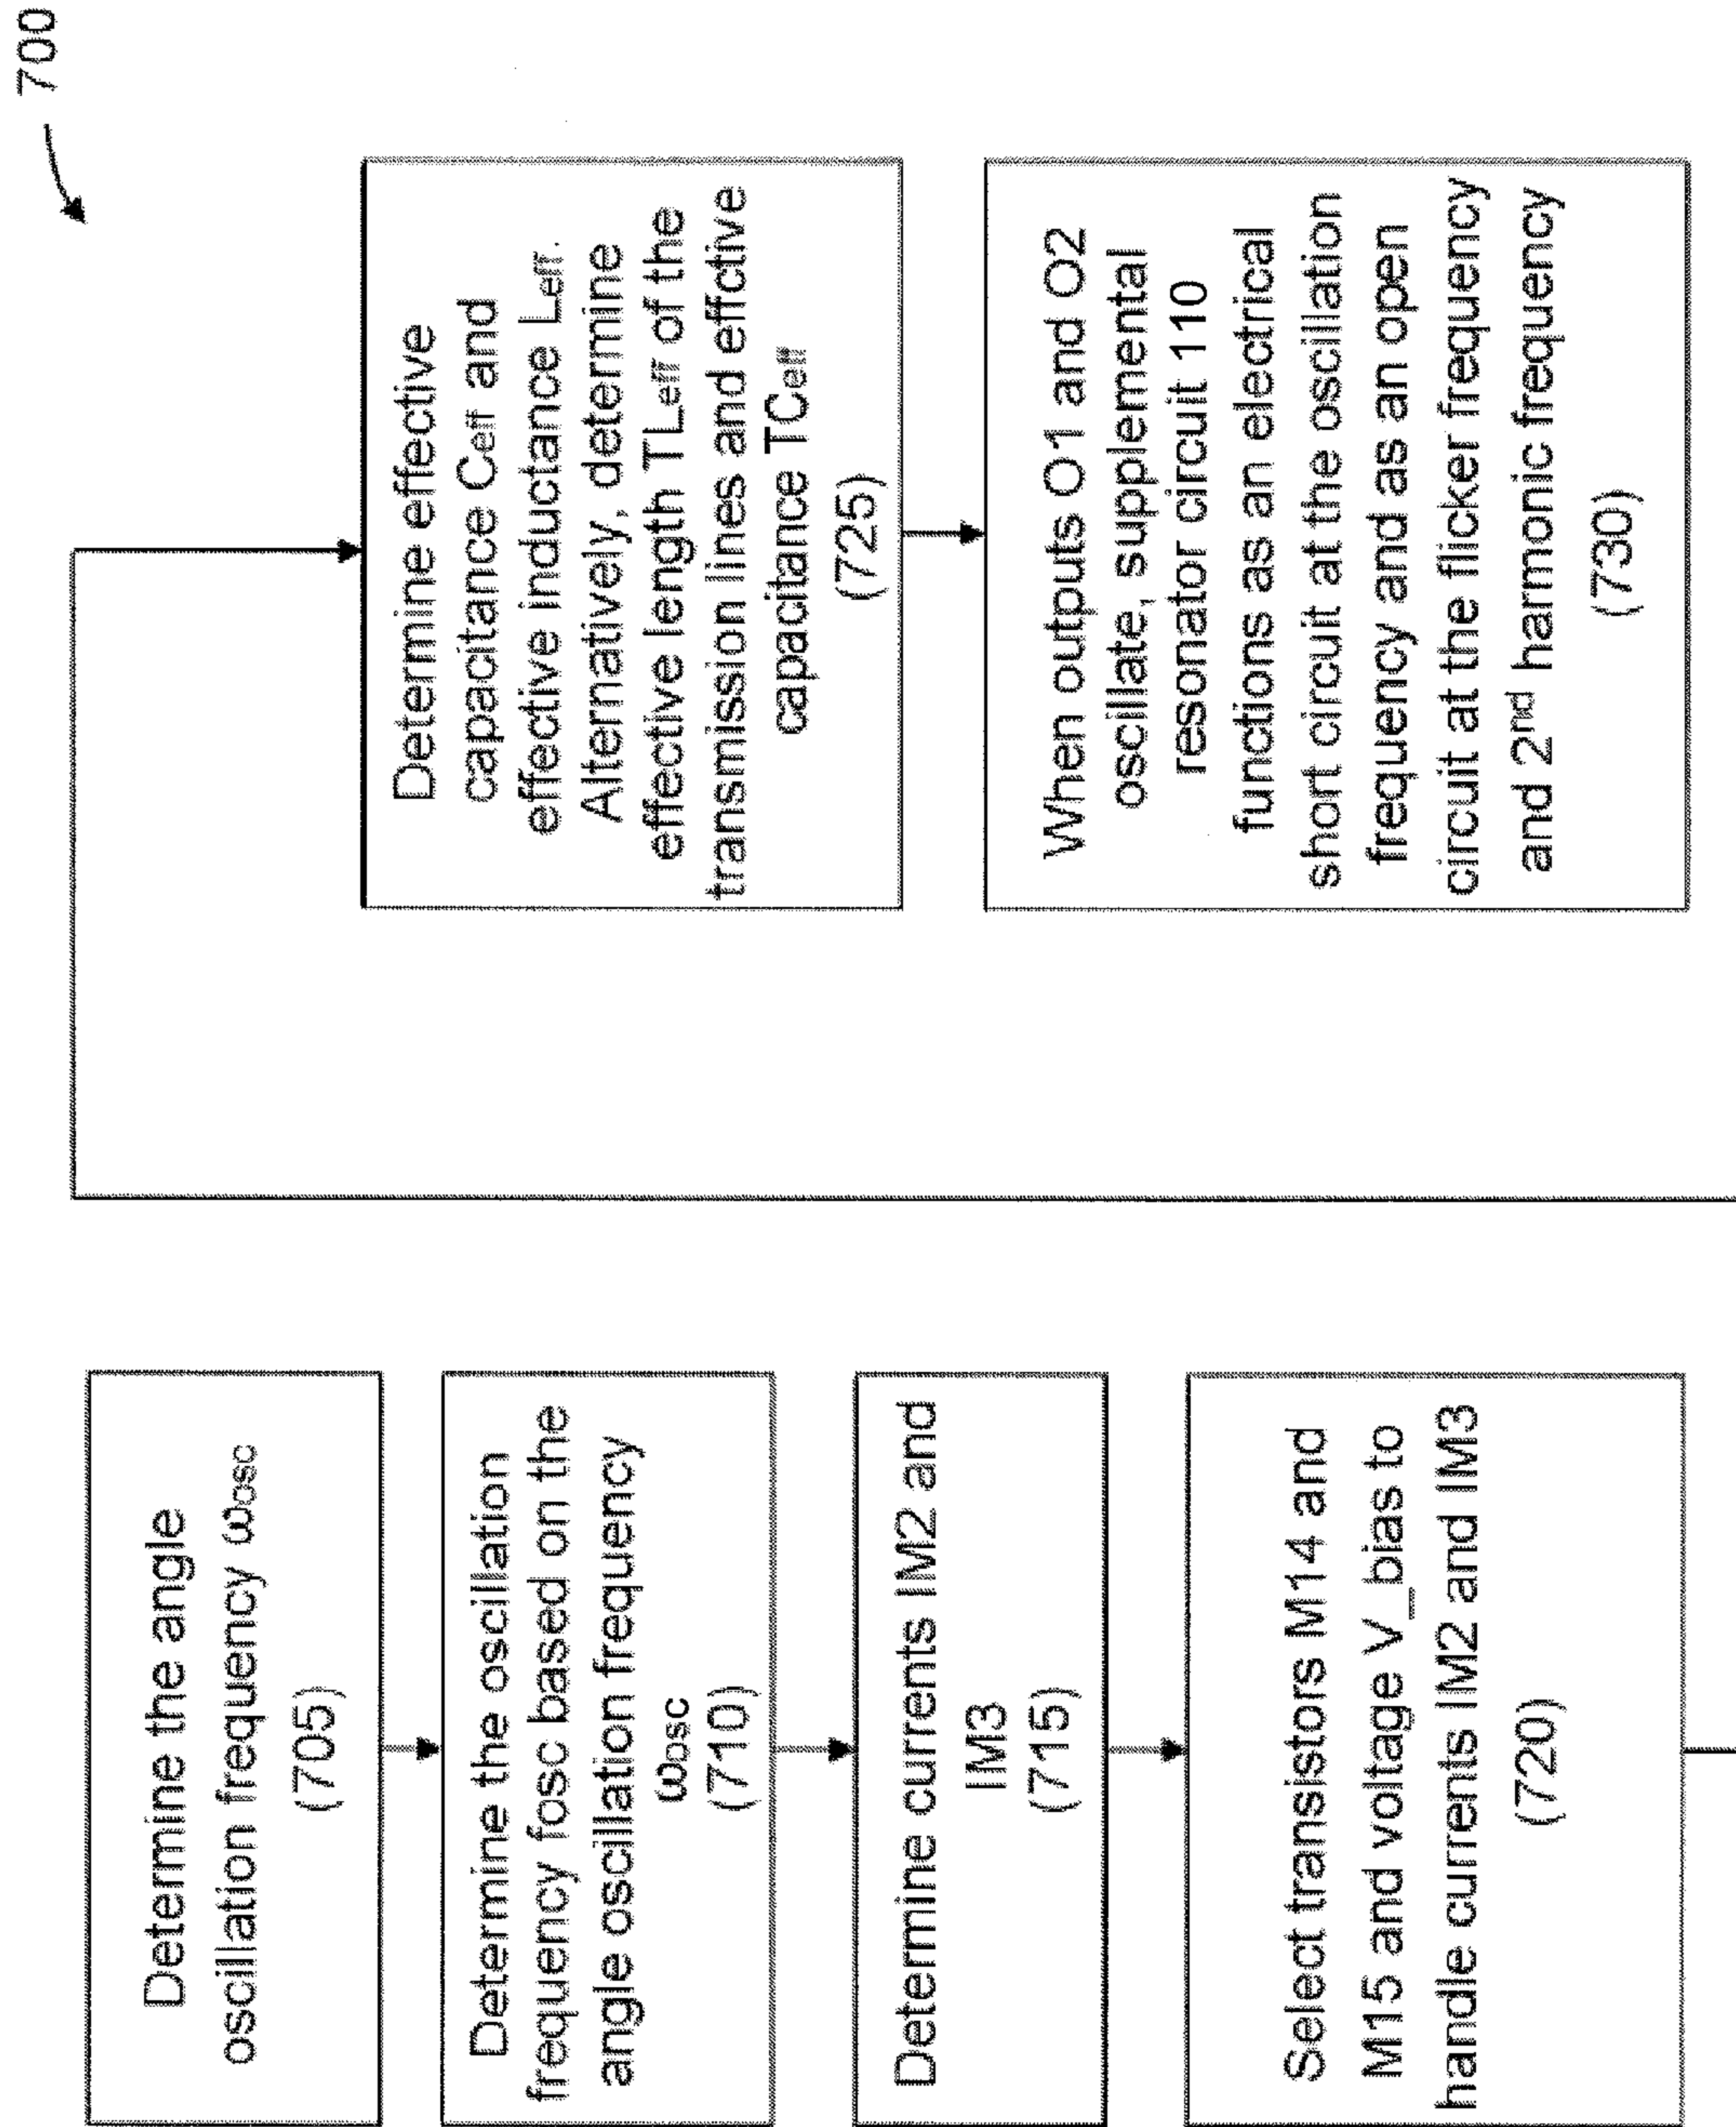 700
Determine the angle
oscillation frequency ωosc
(705)
Determine the oscillation
frequency fosc based on the
angle oscillation frequency
ωosc
(710)
Determine currents IM2 and
IM3
(715)
Select transistors M14 and
M15 and voltage V_bias to
handle currents IM2 and IM3
(720)
Determine effective
capacitance Ceff and
effective inductance Leff.
Alternatively, determine
effective length TLeff of the
transmission lines and effctive
capacitance TCeff
(725)
When outputs O1 and O2
oscillate, supplemental
resonator circuit 110
functions as an electrical
short circuit at the oscillation
frequency and as an open
circuit at the flicker frequency
and 2nd harmonic frequency
(730)